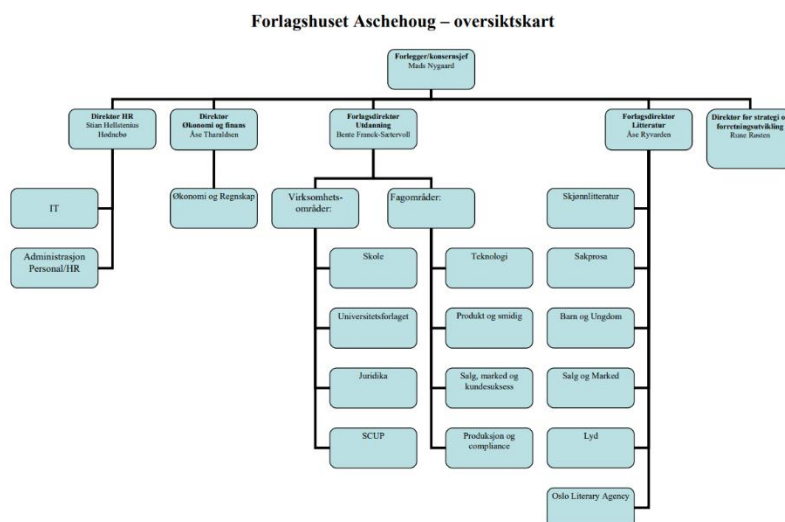 Forlagshuset Aschehoug – oversiktskart
Forlegger/konsernsjef
Mads Nygaard
Direktør HR
Stian Hellstenius
Hødnebø
Direktør
Økonomi og finans
Åse Tharaldsen
Forlagsdirektør
Utdanning
Bente Franck-Sætervoll
Forlagsdirektør
Litteratur
Åse Ryvarden
Direktør for strategi o
forretningsutvikling
Rune Røsten
IT
Administrasjon
Personal/HR
Økonomi og Regnskap
Virksomhets-
områder:
Skole
Universitetsforlaget
Juridika
SCUP
Fagområder:
Teknologi
Produkt og smidig
Salg, marked og
kundesuksess
Produksjon og
compliance
Skjønnlitteratur
Sakprosa
Barn og Ungdom
Salg og Marked
Lyd
Oslo Literary Agency